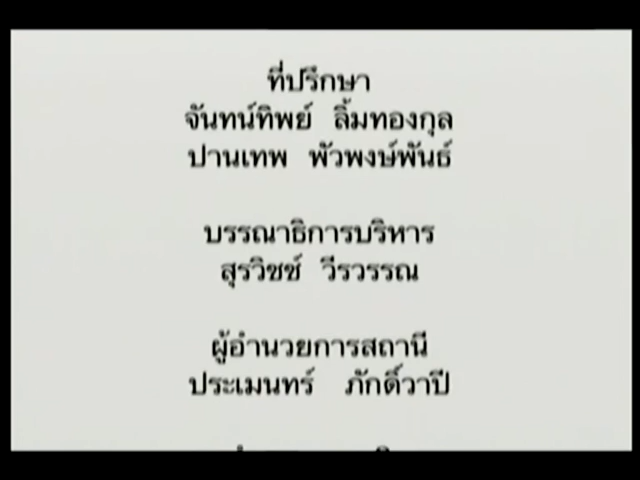 ที่ปรึกษา
จันทน์ทิพย์ ลิ้มทองกุล
ปานเทพ พัวพงษ์พันธ์
บรรณาธิการบริหาร
สุรวิชช์ วีรวรรณ
ผู้อำนวยการสถานี
ประเมนทร์ ภักดิ์วาปี